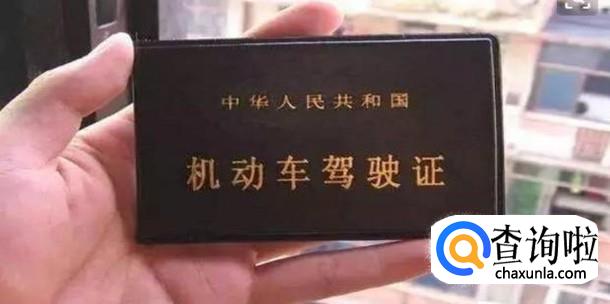 中华人民共和国
机动车驾驶证
查询啦
chaxunla.com